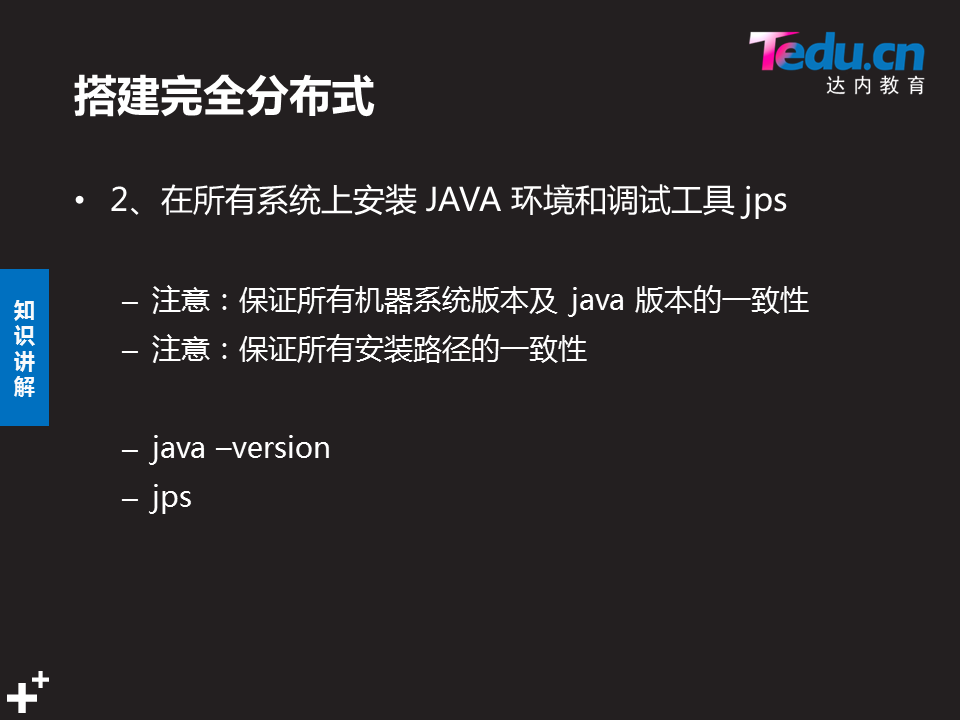 Tedu.cn
达内教育
搭建完全分布式
• 2、在所有系统上安装 JAVA 环境和调试工具 jps
– 注意：保证所有机器系统版本及 java 版本的一致性
– 注意：保证所有安装路径的一致性
– java –version
– jps
知
识
讲
解